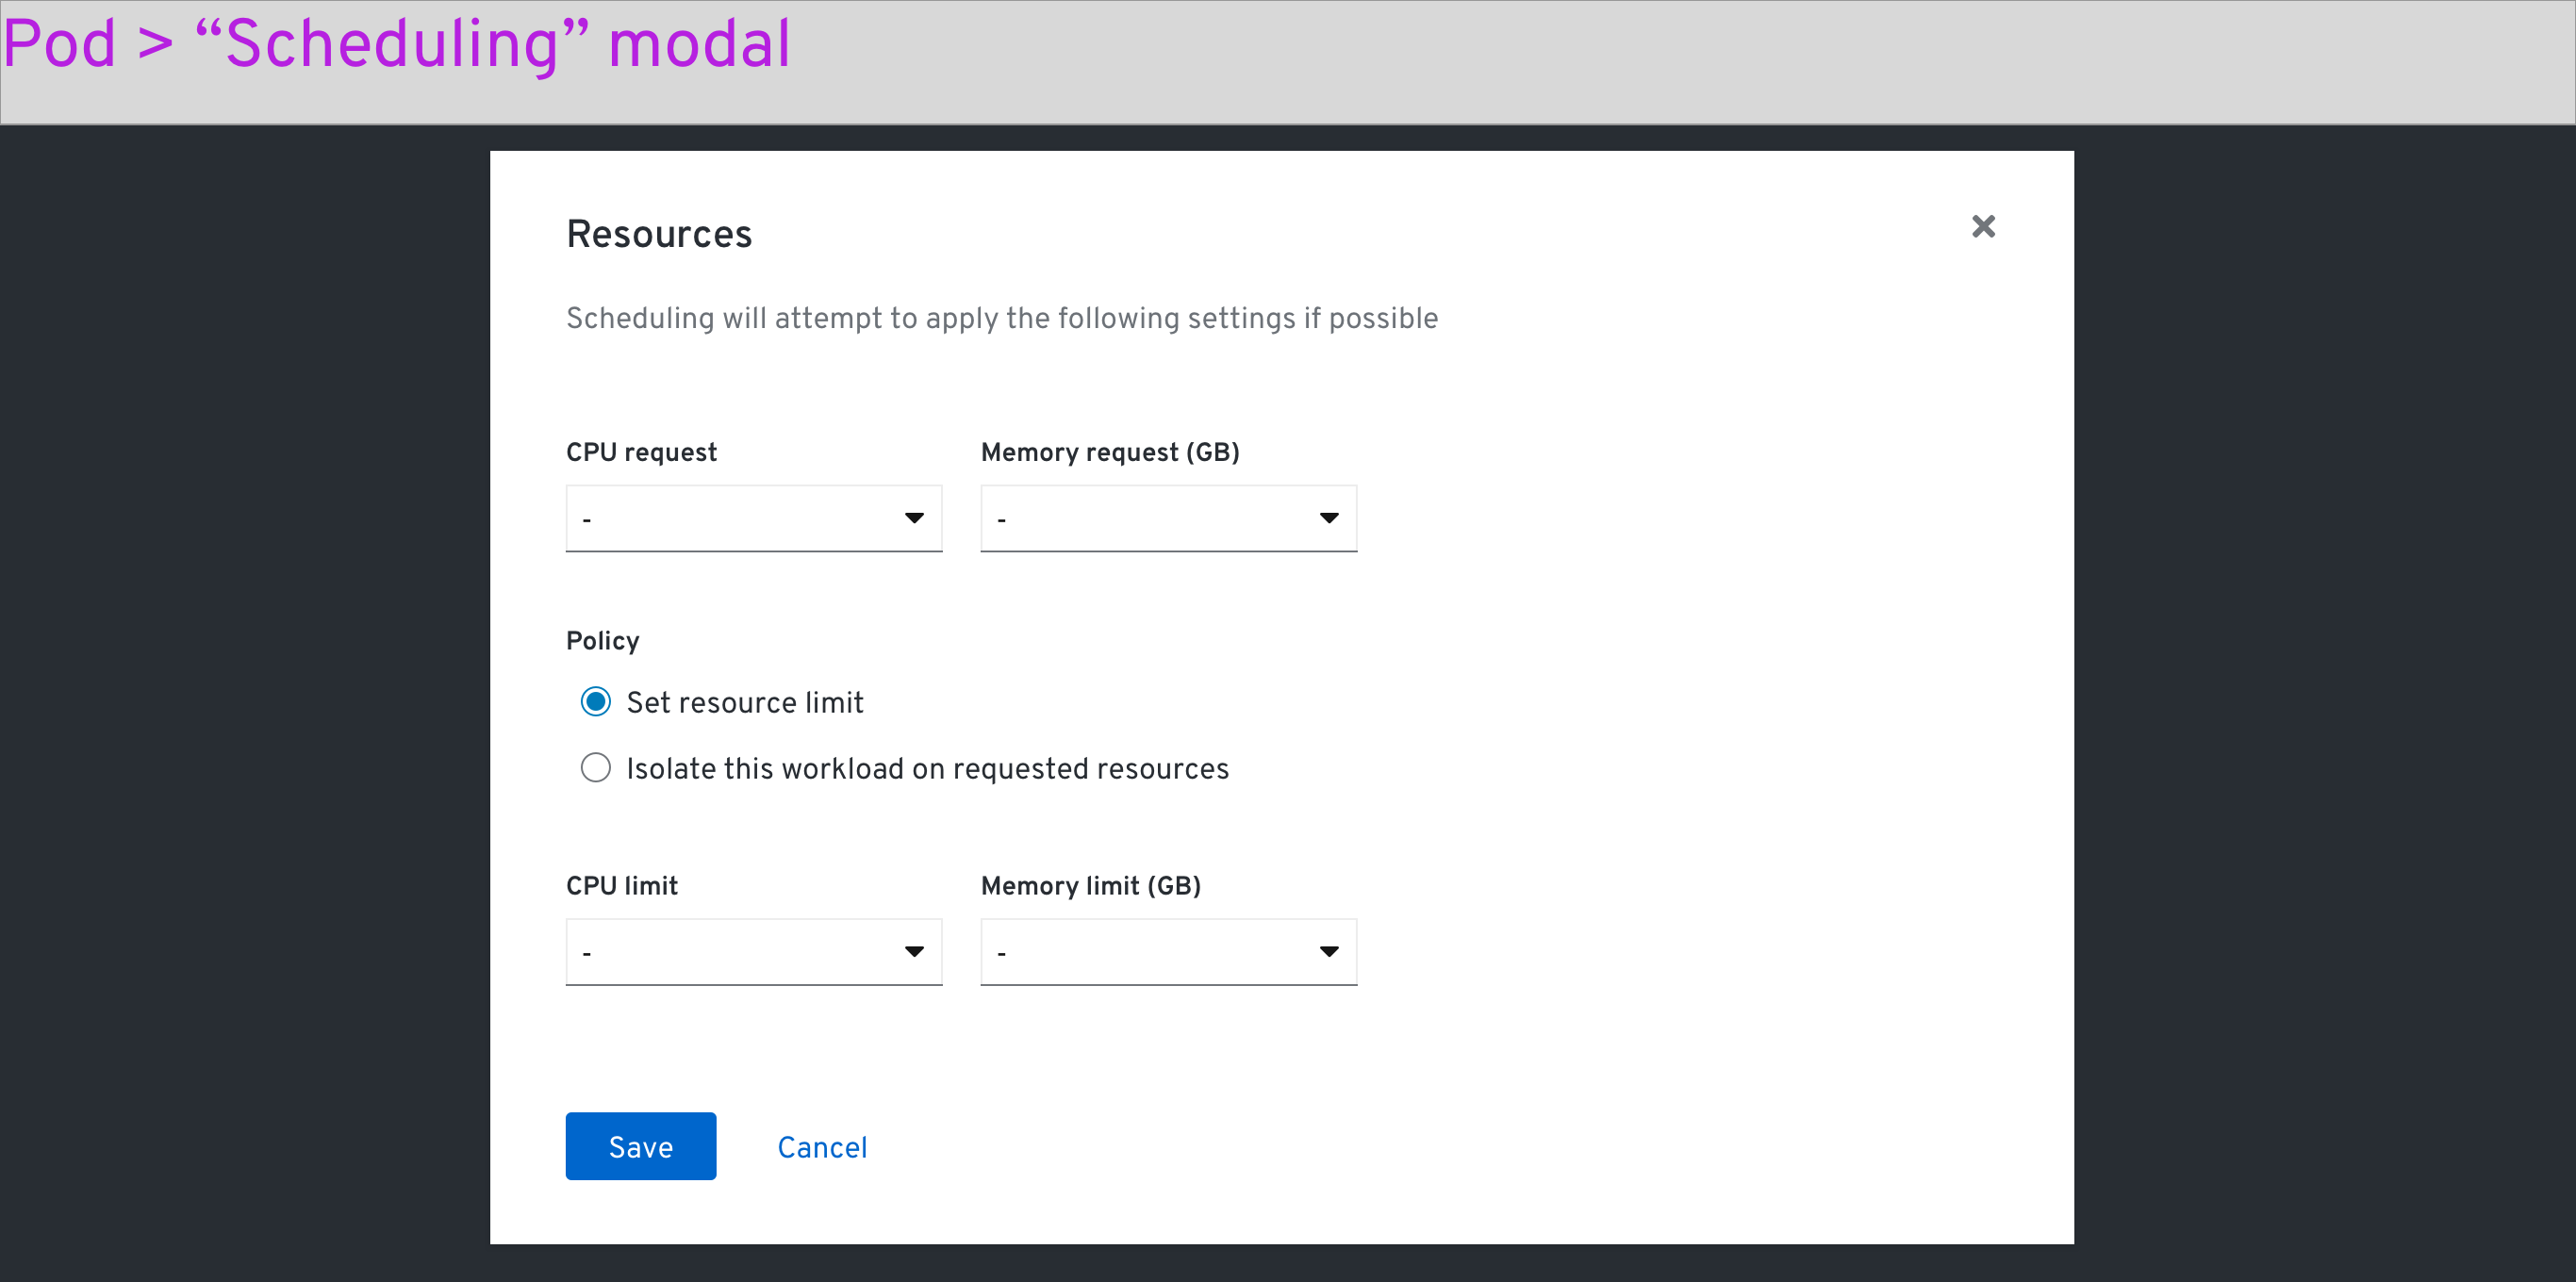 Pod > “Scheduling” modal
Resources
Scheduling will attempt to apply the following settings if possible
CPU request Memory request (GB)
- -
Policy
Set resource limit
Isolate this workload on requested resources
CPU limit Memory limit (GB)
- -
Save Cancel